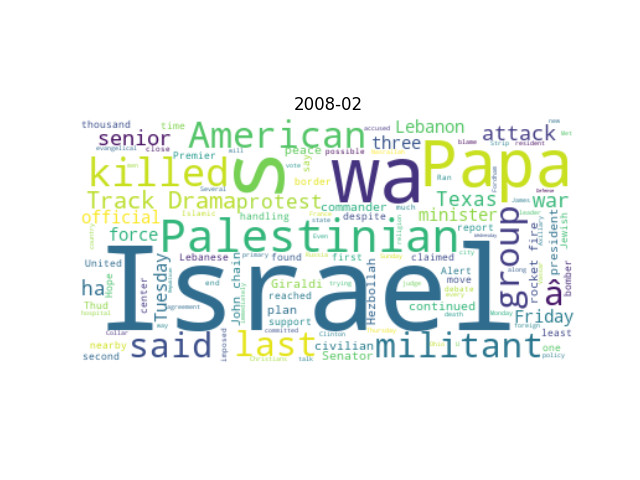 2008-02
thousand
time
American
Lebanon
attack
senior
peace
three
Premier
say
possible
close
killed
S
wa
Papa
border
Track Drama
protest
commander
Texas
war
official
Islamic
handling
despite
minister
force
Palestinian
report
group
rocket fire
president
Jewish
Israel
United
Lebanese
found
first
claimed
Tuesday
John chain
Hezbollah
Alert
bomber
ha
Hope
center
end
Giraldi
reached
move
debate
â
Thud
plan
continued
Friday
support
nearby
said
last
civilian
militant
least
second
imposed
Senator
one
policy
accused
blame
Strip
resident
evangelical
Several
vote
Ran
Fordham
James
leader
along
state
religion
much
city
primary
Russia
Sunday
trying
judge
agreement
hospital
Collar
way
committed
Clinton
death
Monday
foreign
Christians
talk
Even
will
men
new
country